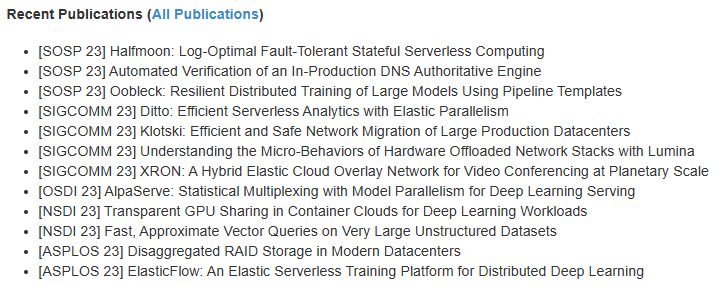 Recent Publications (All Publications)
[SOSP 23] Halfmoon: Log-Optimal Fault-Tolerant Stateful Serverless Computing
[SOSP 23] Automated Verification of an In-Production DNS Authoritative Engine
[SOSP 23] Oobleck: Resilient Distributed Training of Large Models Using Pipeline Templates
[SIGCOMM 23] Ditto: Efficient Serverless Analytics with Elastic Parallelism
[SIGCOMM 23] Klotski: Efficient and Safe Network Migration of Large Production Datacenters
[SIGCOMM 23] Understanding the Micro-Behaviors of Hardware Offloaded Network Stacks with Lumina
[SIGCOMM 23] XRON: A Hybrid Elastic Cloud Overlay Network for Video Conferencing at Planetary Scale
[OSDI 23] AlpaServe: Statistical Multiplexing with Model Parallelism for Deep Learning Serving
[NSDI 23] Transparent GPU Sharing in Container Clouds for Deep Learning Workloads
[NSDI 23] Fast, Approximate Vector Queries on Very Large Unstructured Datasets
[ASPLOS 23] Disaggregated RAID Storage in Modern Datacenters
[ASPLOS 23] ElasticFlow: An Elastic Serverless Training Platform for Distributed Deep Learning